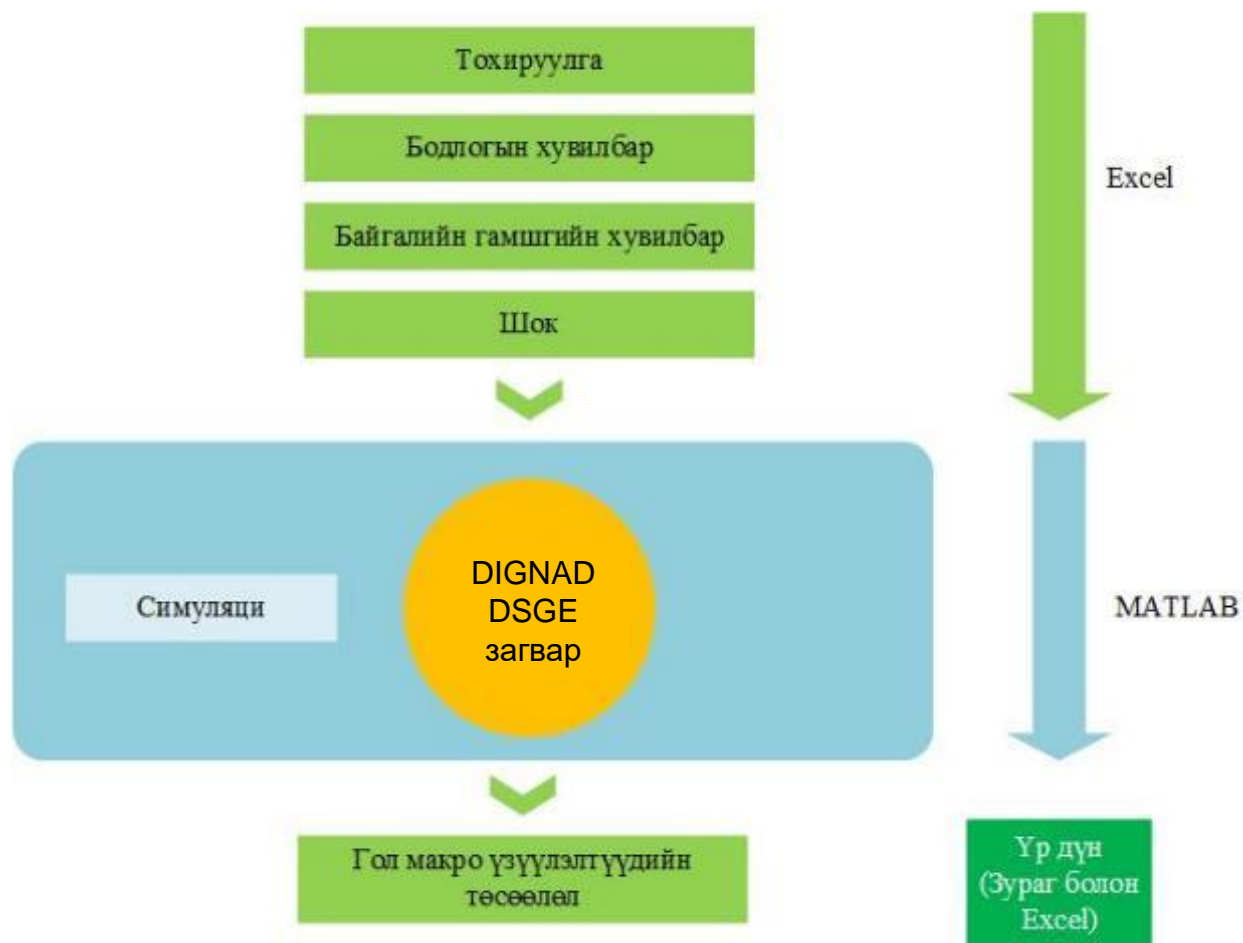 Тохируулга
Бодлогын хувилбар
Байгалийн гамшгийн хувилбар
Шок
Excel
Симуляци
DIGNAD
DSGE
загвар
MATLAB
Гол макро үзүүлэлтүүдийн
төсөөлөл
Үр дүн
(Зураг болон
Excel)